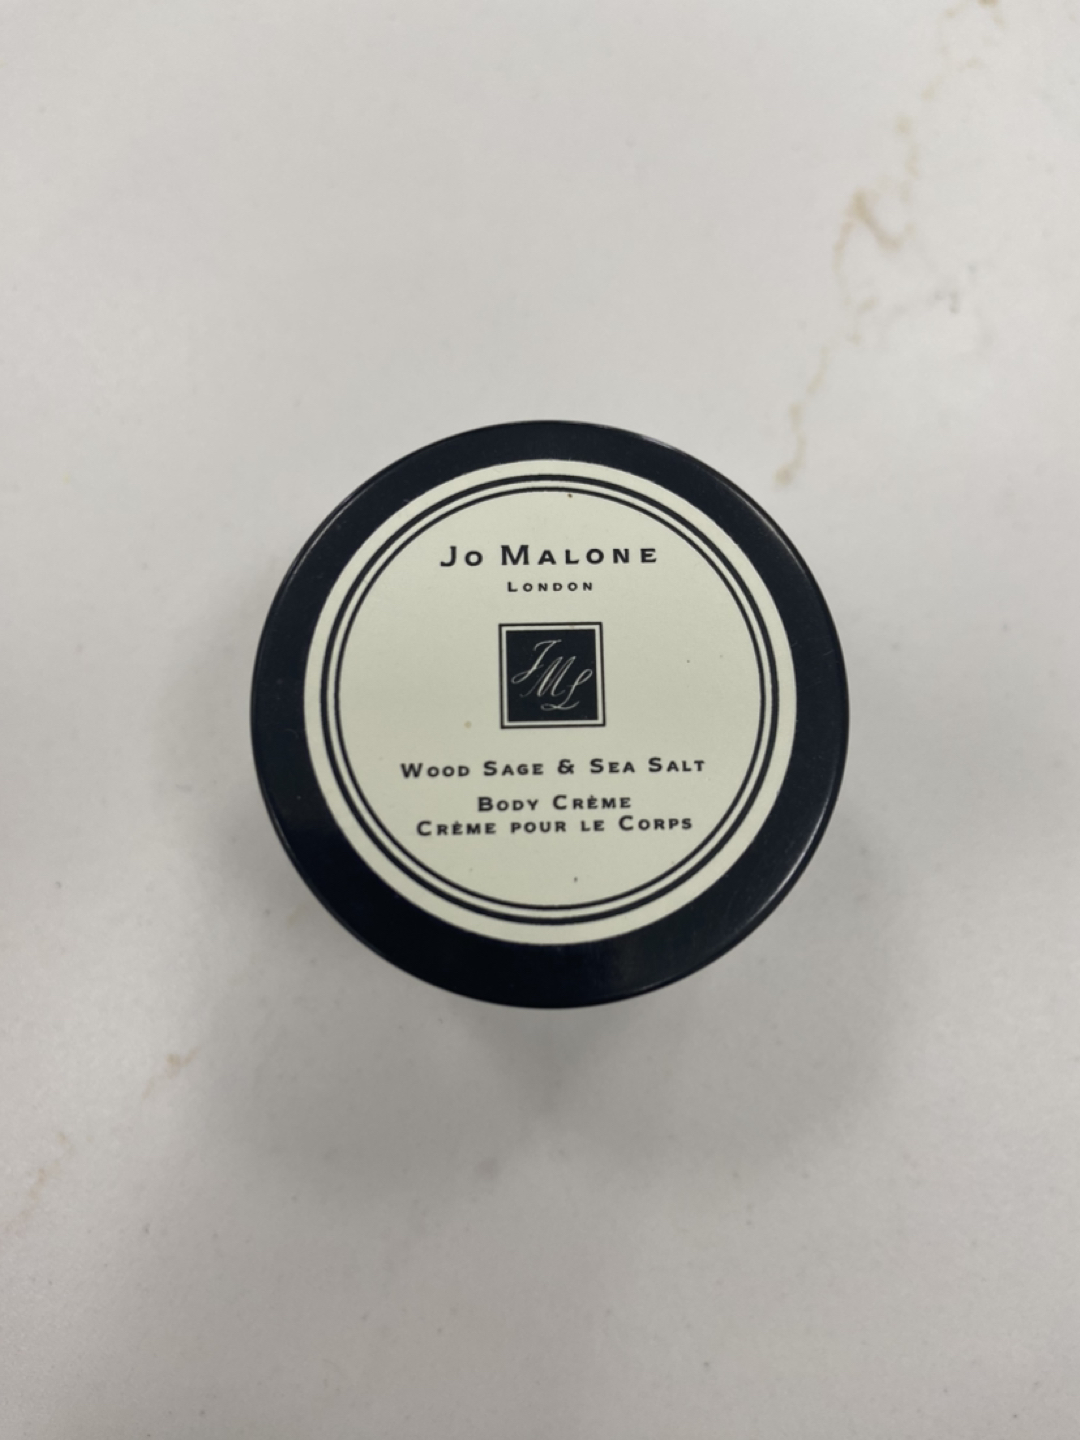 Jo Malone
London
JML
Wood Sage & Sea Salt
Body Crème
Crème pour le Corps